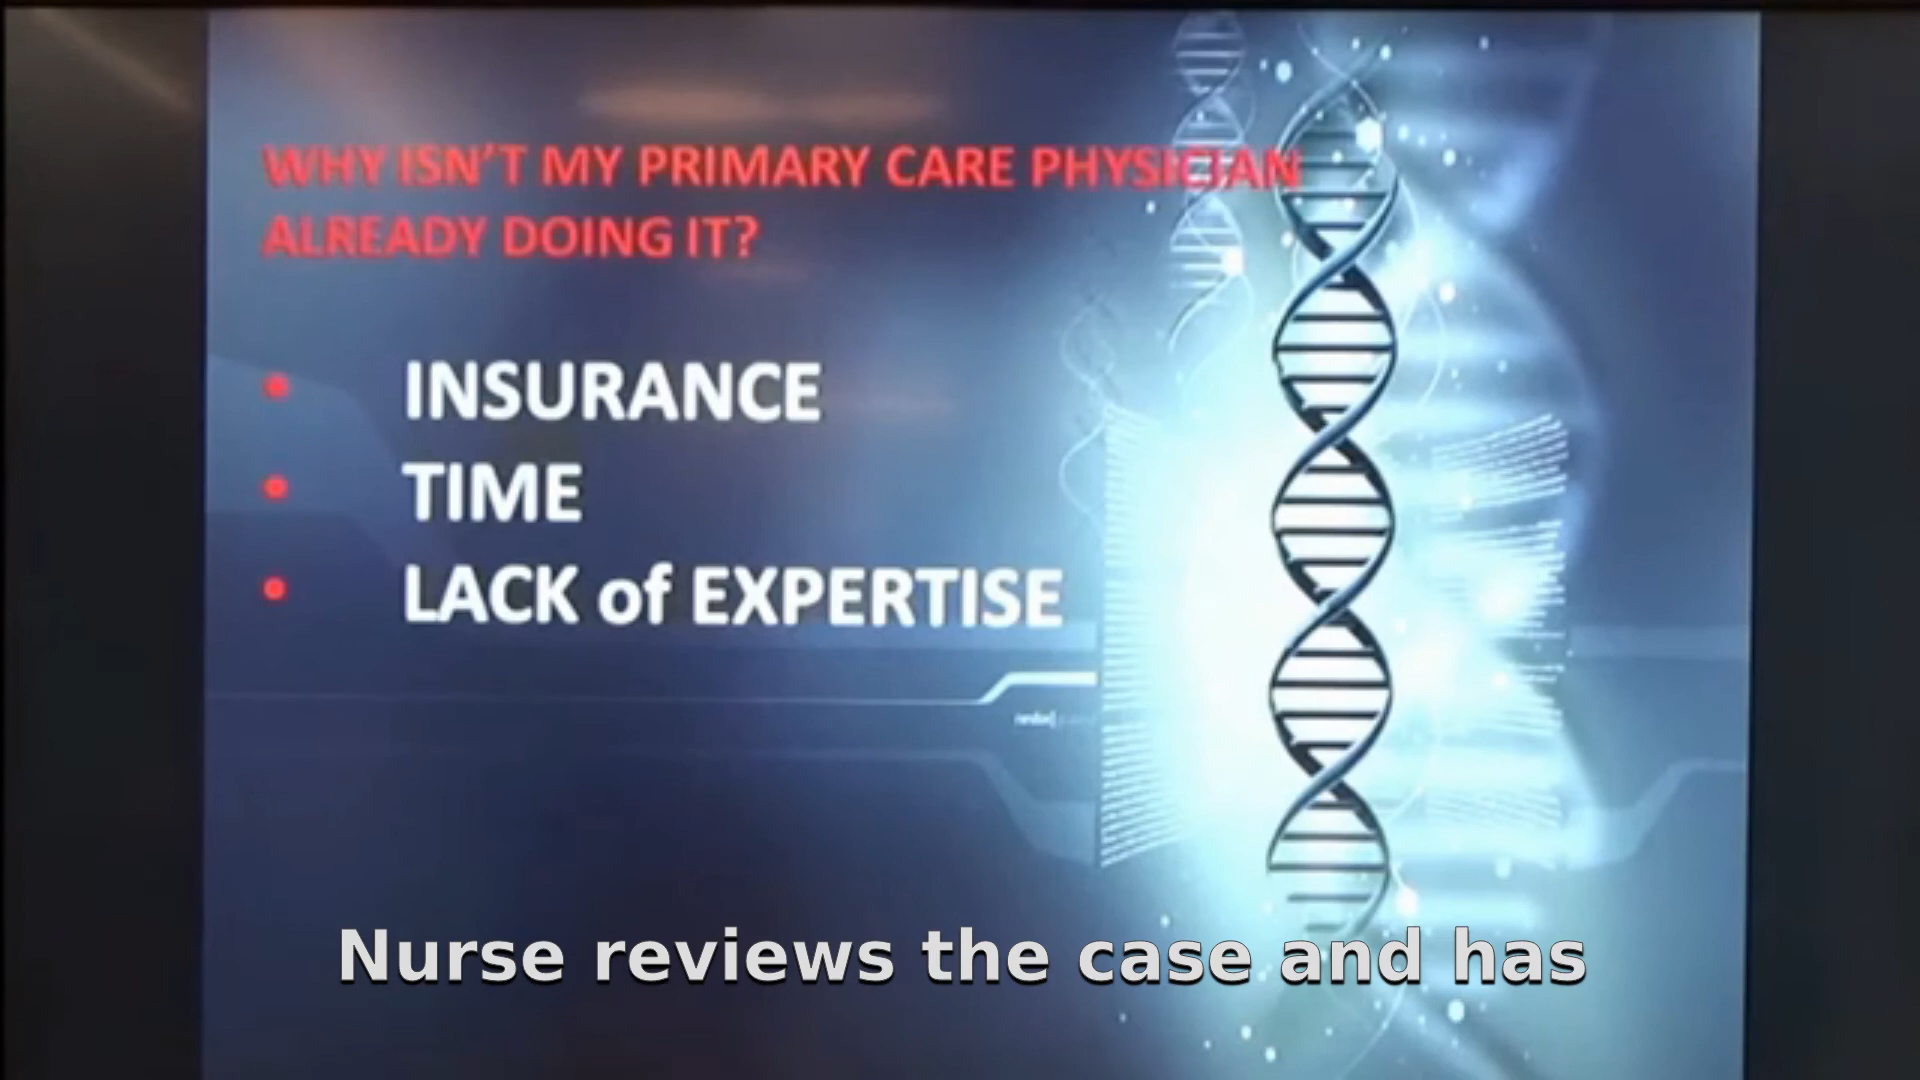 WHY ISN'T MY PRIMARY CARE PHYSICIAN
ALREADY DOING IT?
• INSURANCE
• TIME
• LACK of EXPERTISE
Nurse reviews the case and has